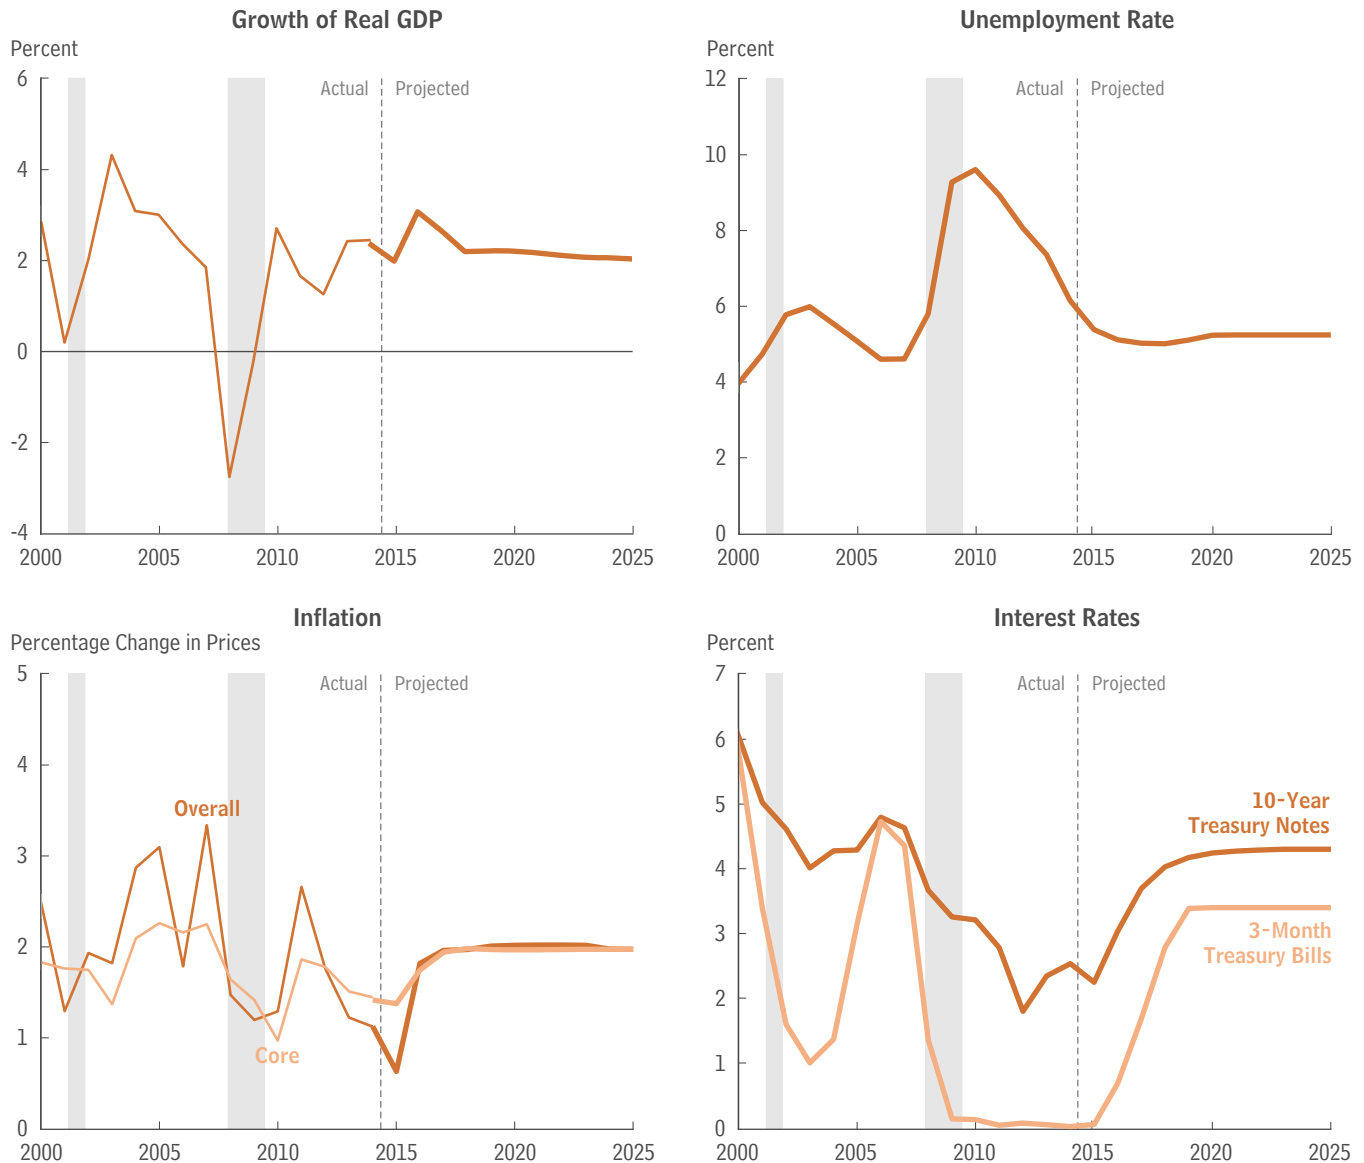 Growth of Real GDP
Percent
6
4
2
0
-2
-4
Actual
Projected
2000 2005 2010 2015 2020 2025
Unemployment Rate
Percent
12
10
8
6
4
2
0
Actual
Projected
2000 2005 2010 2015 2020 2025
Inflation
Percentage Change in Prices
5
4
3
2
1
0
Actual
Projected
Overall
Core
2000 2005 2010 2015 2020 2025
Interest Rates
Percent
7
6
5
4
3
2
1
0
Actual
Projected
10-Year
Treasury Notes
3-Month
Treasury Bills
2000 2005 2010 2015 2020 2025